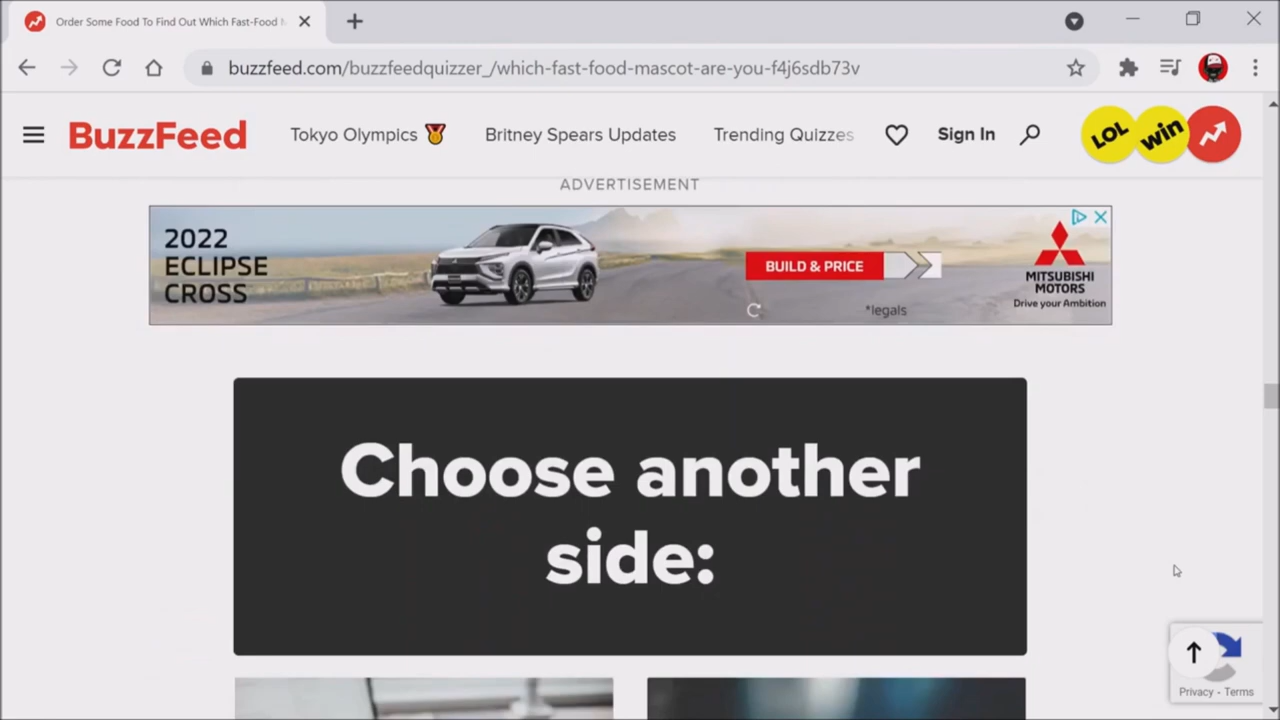 Order Some Food To Find Out Which Fast-Food
buzzfeed.com/buzzfeedquizzer_/which-fast-food-mascot-are-you-f4j6sdb73v
BuzzFeed
Tokyo Olympics
Britney Spears Updates
Trending Quizzes
Sign In
LOL
win
ADVERTISEMENT
2022
ECLIPSE
CROSS
BUILD & PRICE
*legals
MITSUBISHI
MOTORS
Drive your Ambition
Choose another
side:
Privacy - Terms